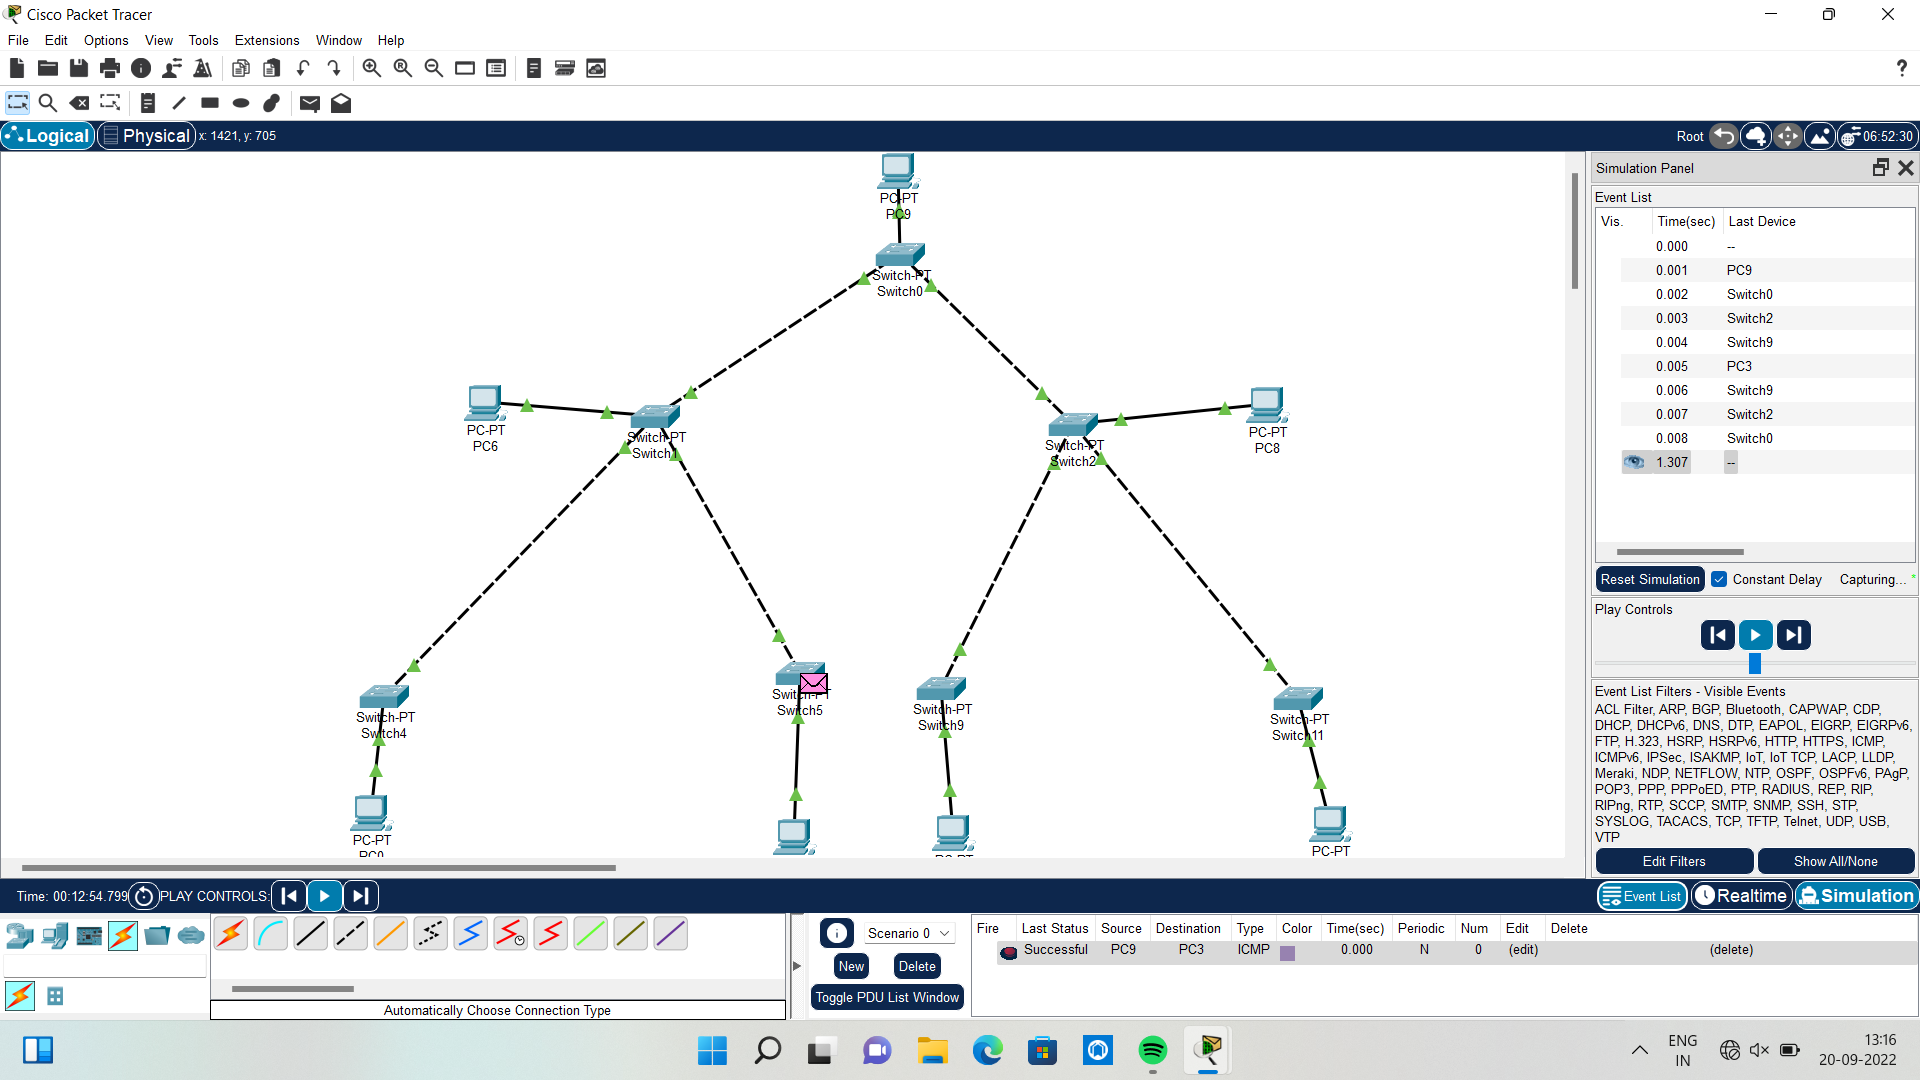 Cisco Packet Tracer
File Edit Options View Tools Extensions Window Help
?
Logical Physical x: 1421, y: 705 Root 06:52:30
PC-PT
PC9
Switch-PT
Switch0
PC-PT
PC6
Switch-PT
Switch1
Switch-PT
Switch2
PC-PT
PC8
Switch-PT
Switch4
Switch-PT
Switch5
Switch-PT
Switch9
Switch-PT
Switch11
PC-PT
PC0
PC-PT
PC-PT
Simulation Panel
Event List
Vis. Time(sec) Last Device
0.000 --
0.001 PC9
0.002 Switch0
0.003 Switch2
0.004 Switch9
0.005 PC3
0.006 Switch9
0.007 Switch2
0.008 Switch0
1.307 --
Reset Simulation Constant Delay Capturing...
Play Controls
Event List Filters - Visible Events
ACL Filter, ARP, BGP, Bluetooth, CAPWAP, CDP,
DHCP, DHCPv6, DNS, DTP, EAPOL, EIGRP, EIGRPv6,
FTP, H.323, HSRP, HSRPv6, HTTP, HTTPS, ICMP,
ICMPv6, IPSec, ISAKMP, IoT, IoT TCP, LACP, LLDP,
Meraki, NDP, NETFLOW, NTP, OSPF, OSPFv6, PAgP,
POP3, PPP, PPPoED, PTP, RADIUS, REP, RIP,
RIPng, RTP, SCCP, SMTP, SNMP, SSH, STP,
SYSLOG, TACACS, TCP, TFTP, Telnet, UDP, USB,
VTP
Edit Filters Show All/None
Time: 00:12:54.799 PLAY CONTROLS: Event List Realtime Simulation
Automatically Choose Connection Type
Scenario 0
New Delete
Toggle PDU List Window
Fire Last Status Source Destination Type Color Time(sec) Periodic Num Edit Delete
Successful PC9 PC3 ICMP 0.000 N 0 (edit) (delete)
ENG
IN
13:16
20-09-2022